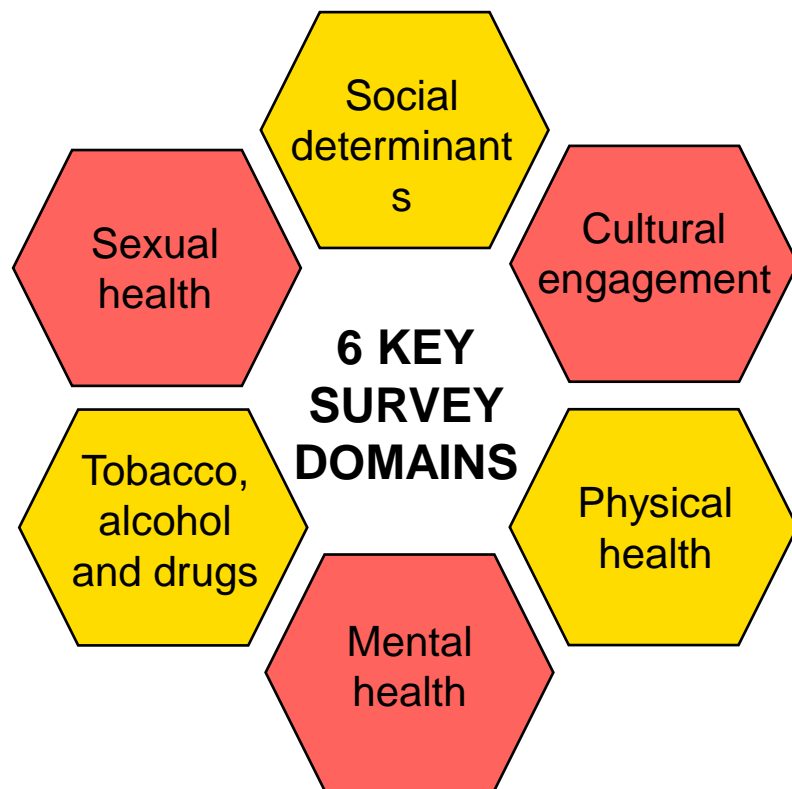 Social
determinant
s
Cultural
engagement
Physical
health
Mental
health
Tobacco,
alcohol
and drugs
Sexual
health
6 KEY
SURVEY
DOMAINS